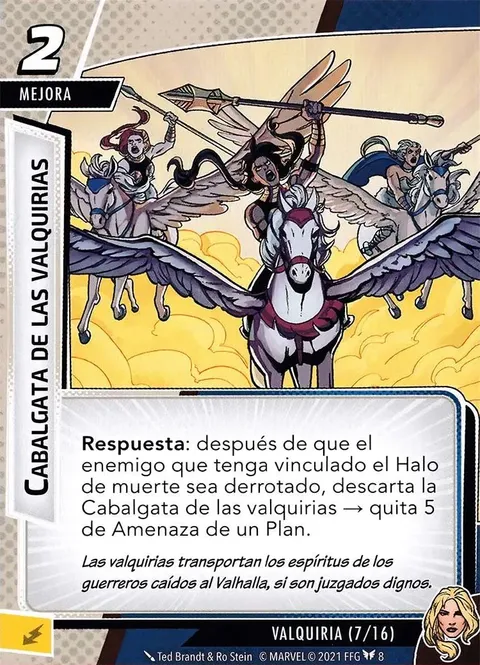 2
MEJORA
CABALGATA DE LAS VALQUIRIAS
Respuesta: después de que el
enemigo que tenga vinculado el Halo
de muerte sea derrotado, descarta la
Cabalgata de las valquirias → quita 5
de Amenaza de un Plan.
Las valquirias transportan los espíritus de los
guerreros caídos al Valhalla, si son juzgados dignos.
VALQUIRIA (7/16)
Ted Brandt & Ro Stein © MARVEL © 2021 FFG 8